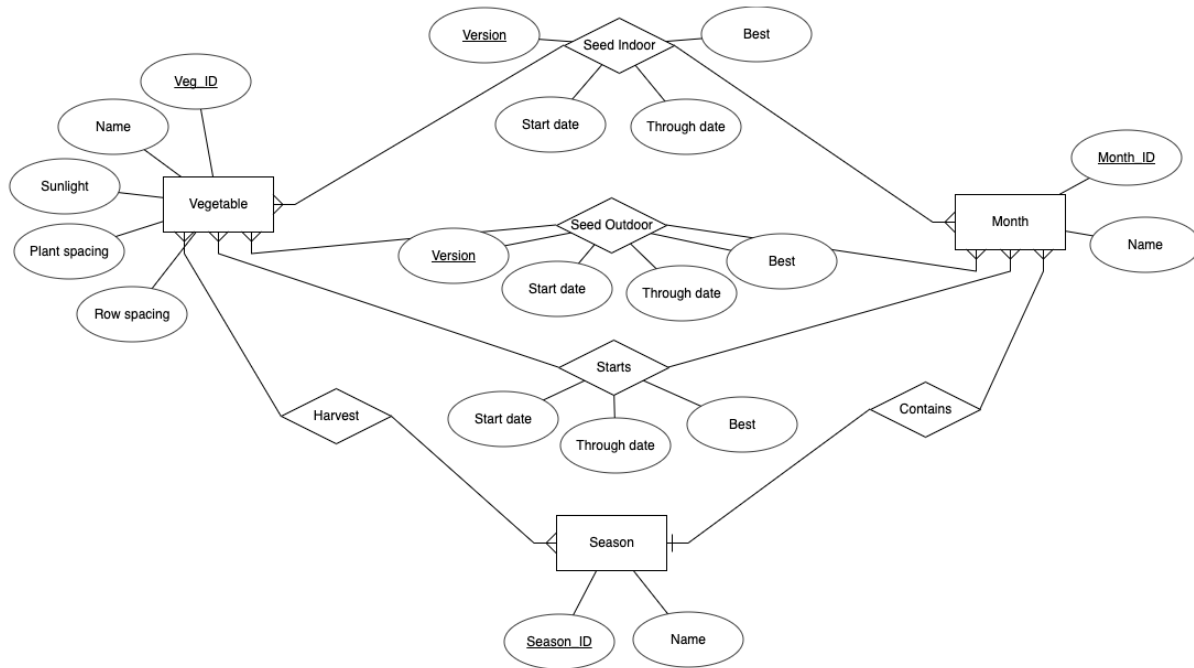 Version
Seed Indoor
Best
Veg_ID
Name
Start date
Through date
Sunlight
Month_ID
Vegetable
Seed Outdoor
Month
Plant spacing
Version
Best
Name
Start date
Through date
Row spacing
Starts
Harvest
Start date
Best
Contains
Through date
Season
Season_ID
Name